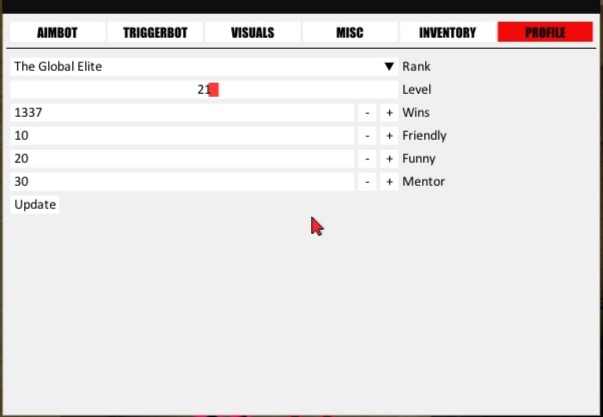 AIMBOT TRIGGERBOT VISUALS MISC INVENTORY PROFILE
The Global Elite ▼ Rank
21 Level
1337 - + Wins
10 - + Friendly
20 - + Funny
30 - + Mentor
Update